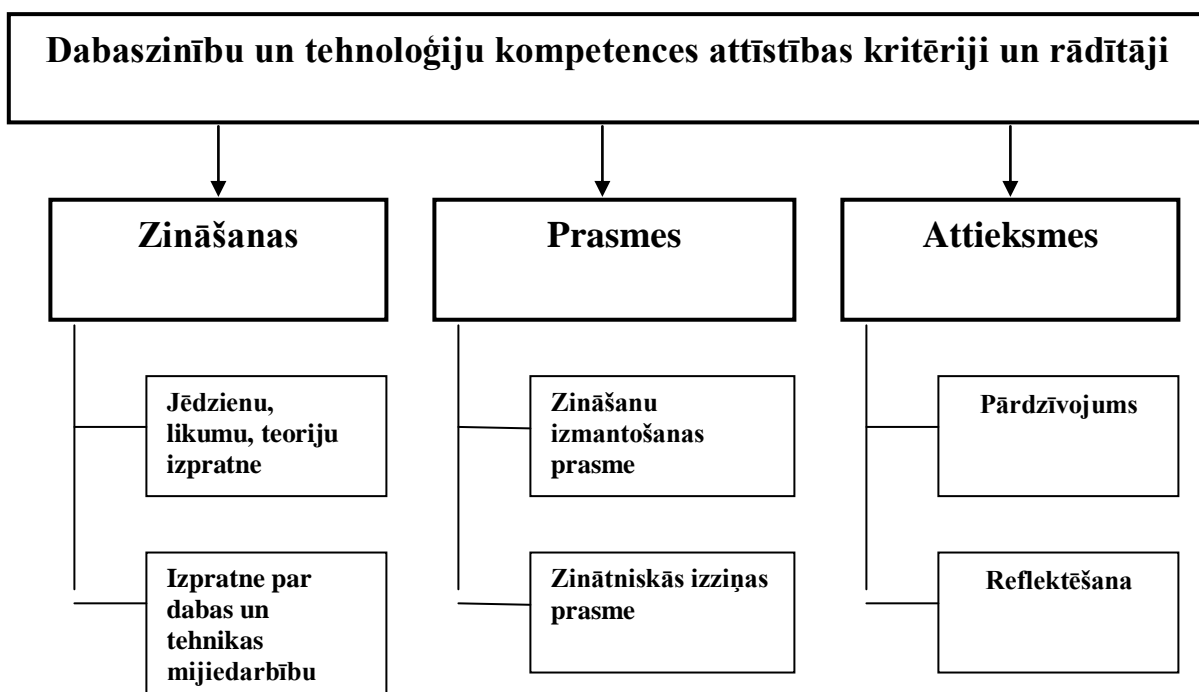 Dabaszinību un tehnoloģiju kompetences attīstības kritēriji un rādītāji
Zināšanas
Jēdzienu,
likumu, teoriju
izpratne
Izpratne par
dabas un
tehnikas
mijiedarbību
Prasmes
Zināšanu
izmantošanas
prasme
Zinātniskās izziņas
prasme
Attieksmes
Pārdzīvojums
Reflektēšana